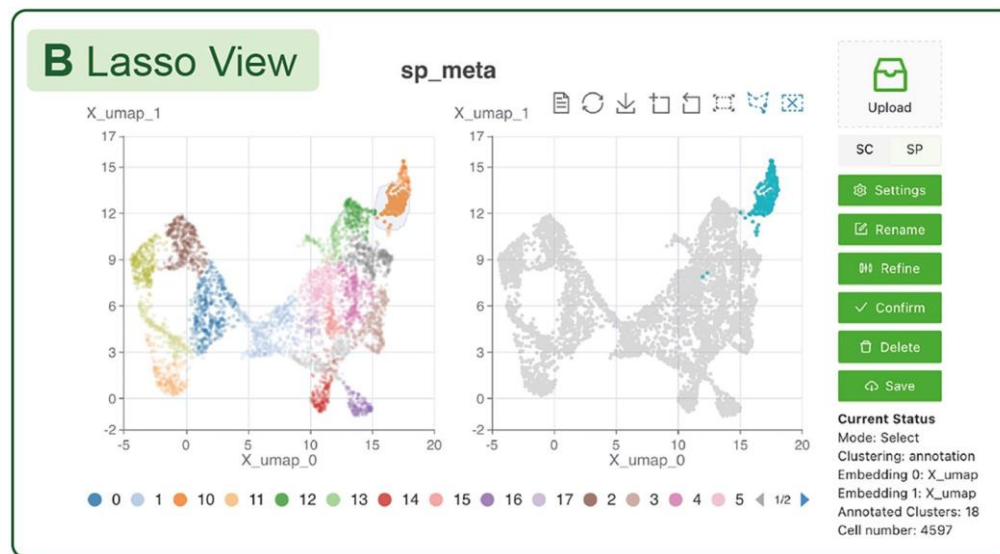 B Lasso View
sp_meta
X_umap_1
X_umap_1
17
15
12
9
6
3
0
-2
-5
0
5
10
15
20
X_umap_0
17
15
12
9
6
3
0
-2
-5
0
5
10
15
20
X_umap_0
0 1 10 11 12 13 14 15 16 17 2 3 4 5 1/2
Upload
SC SP
Settings
Rename
Refine
Confirm
Delete
Save
Current Status
Mode: Select
Clustering: annotation
Embedding 0: X_umap
Embedding 1: X_umap
Annotated Clusters: 18
Cell number: 4597